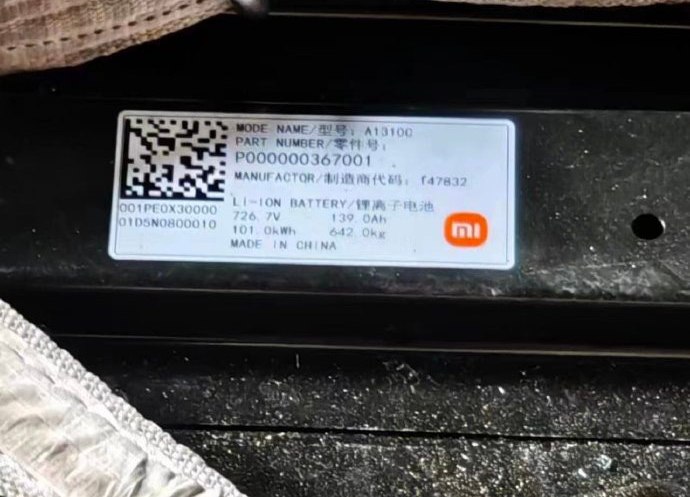 MODE NAME/型号: A1310C
PART NUMBER/零件号:
P000000367001
MANUFACTOR/制造商代码: f47832
001PE0X30000
01D5N0800010
LI-ION BATTERY/锂离子电池
726.7V 139.0Ah
101.0kWh 642.0kg
MADE IN CHINA
mi